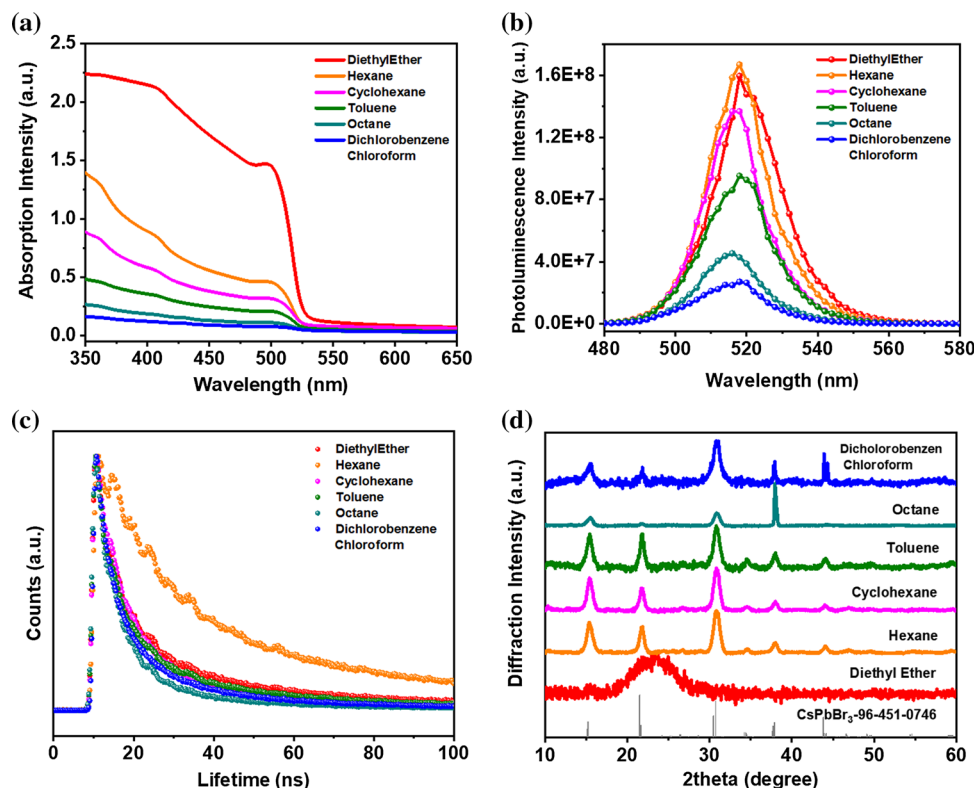 (a)
2.5
2.0
1.5
1.0
0.5
0.0
350 400 450 500 550 600 650
Absorption Intensity (a.u.)
Wavelength (nm)
DiethylEther
Hexane
Cyclohexane
Toluene
Octane
Dichlorobenzene
Chloroform
(b)
1.6E+8
1.2E+8
8.0E+7
4.0E+7
0.0E+0
480 500 520 540 560 580
Photoluminescence Intensity (a.u.)
Wavelength (nm)
DiethylEther
Hexane
Cyclohexane
Toluene
Octane
Dichlorobenzene
Chloroform
(c)
Counts (a.u.)
0 20 40 60 80 100
Lifetime (ns)
DiethylEther
Hexane
Cyclohexane
Toluene
Octane
Dichlorobenzene
Chloroform
(d)
Diffraction Intensity (a.u.)
Dicholorobenzen
Chloroform
Octane
Toluene
Cyclohexane
Hexane
Diethyl Ether
CsPbBr₃-96-451-0746
10 20 30 40 50 60
2theta (degree)